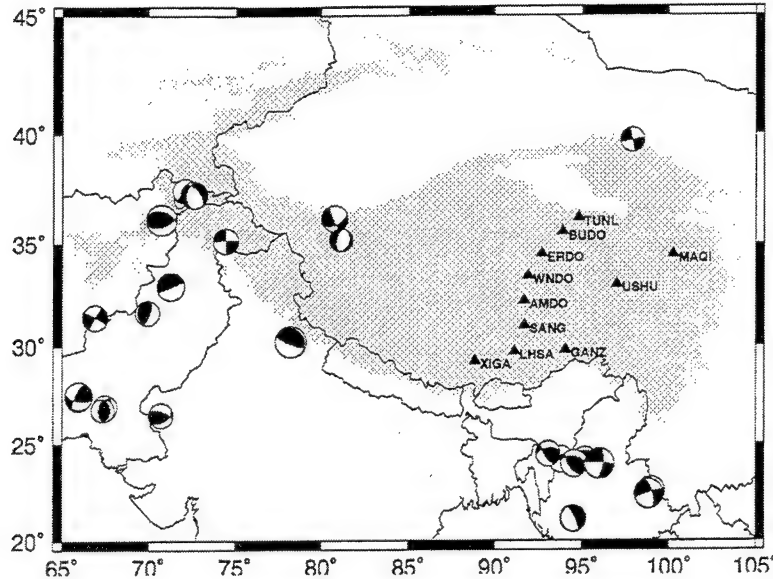 45°
40°
TUNL
BUDO
35°
ERDO
MAQI
WNDO
USHU
AMDO
SANG
30°
LHSA
GANZ
XIGA
25°
20°
65°
70°
75°
80°
85°
90°
95°
100°
105°